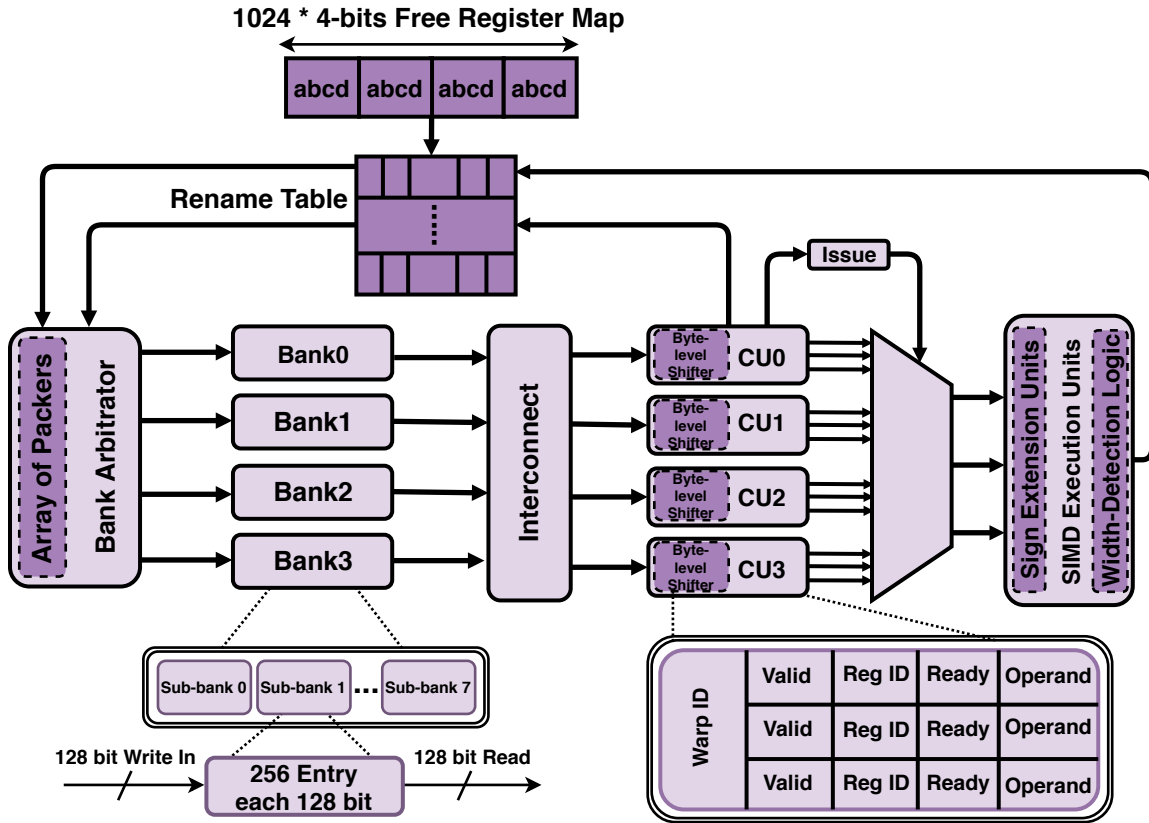 1024 * 4-bits Free Register Map
abcd abcd abcd abcd
Rename Table
Issue
Array of Packers
Bank Arbitrator
Bank0
Bank1
Bank2
Bank3
Interconnect
Byte-
level
Shifter
CU0
Byte-
level
Shifter
CU1
Byte-
level
Shifter
CU2
Byte-
level
Shifter
CU3
Sign Extension Units
SIMD Execution Units
Width-Detection Logic
Sub-bank 0 Sub-bank 1 ... Sub-bank 7
128 bit Write In
256 Entry
each 128 bit
128 bit Read
Warp ID
Valid Reg ID Ready Operand
Valid Reg ID Ready Operand
Valid Reg ID Ready Operand